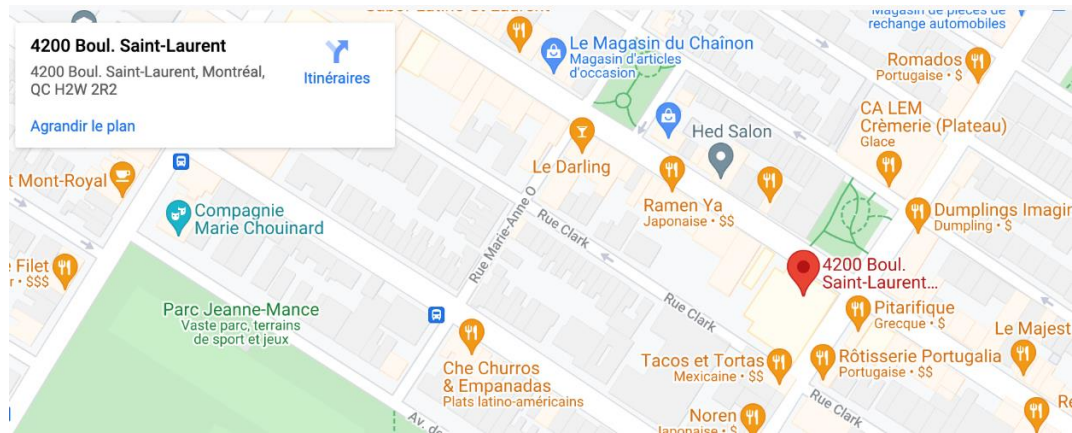 4200 Boul. Saint-Laurent
4200 Boul. Saint-Laurent, Montréal,
QC H2W 2R2
Itinéraires
Agrandir le plan
Le Magasin du Chaînon
Magasin d'articles
d'occasion
Magasin de pièces de
rechange automobiles
Romados
Portugaise • $
CA LEM
Crèmerie (Plateau)
Glace
Hed Salon
Le Darling
Ramen Ya
Japonaise • $$
Dumplings Imagin
Dumpling • $
t Mont-Royal
Compagnie
Marie Chouinard
Rue Marie-Anne O
Rue Clark
Filet
• $$$
Parc Jeanne-Mance
Vaste parc, terrains
de sport et jeux
4200 Boul.
Saint-Laurent...
Pitarifique
Grecque • $
Le Majest
Rue Clark
Che Churros
& Empanadas
Plats latino-américains
Tacos et Tortas
Mexicaine • $$
Rôtisserie Portugalia
Portugaise • $$
Rue Clark
Noren
Japonaise • $$
Av. de
Re